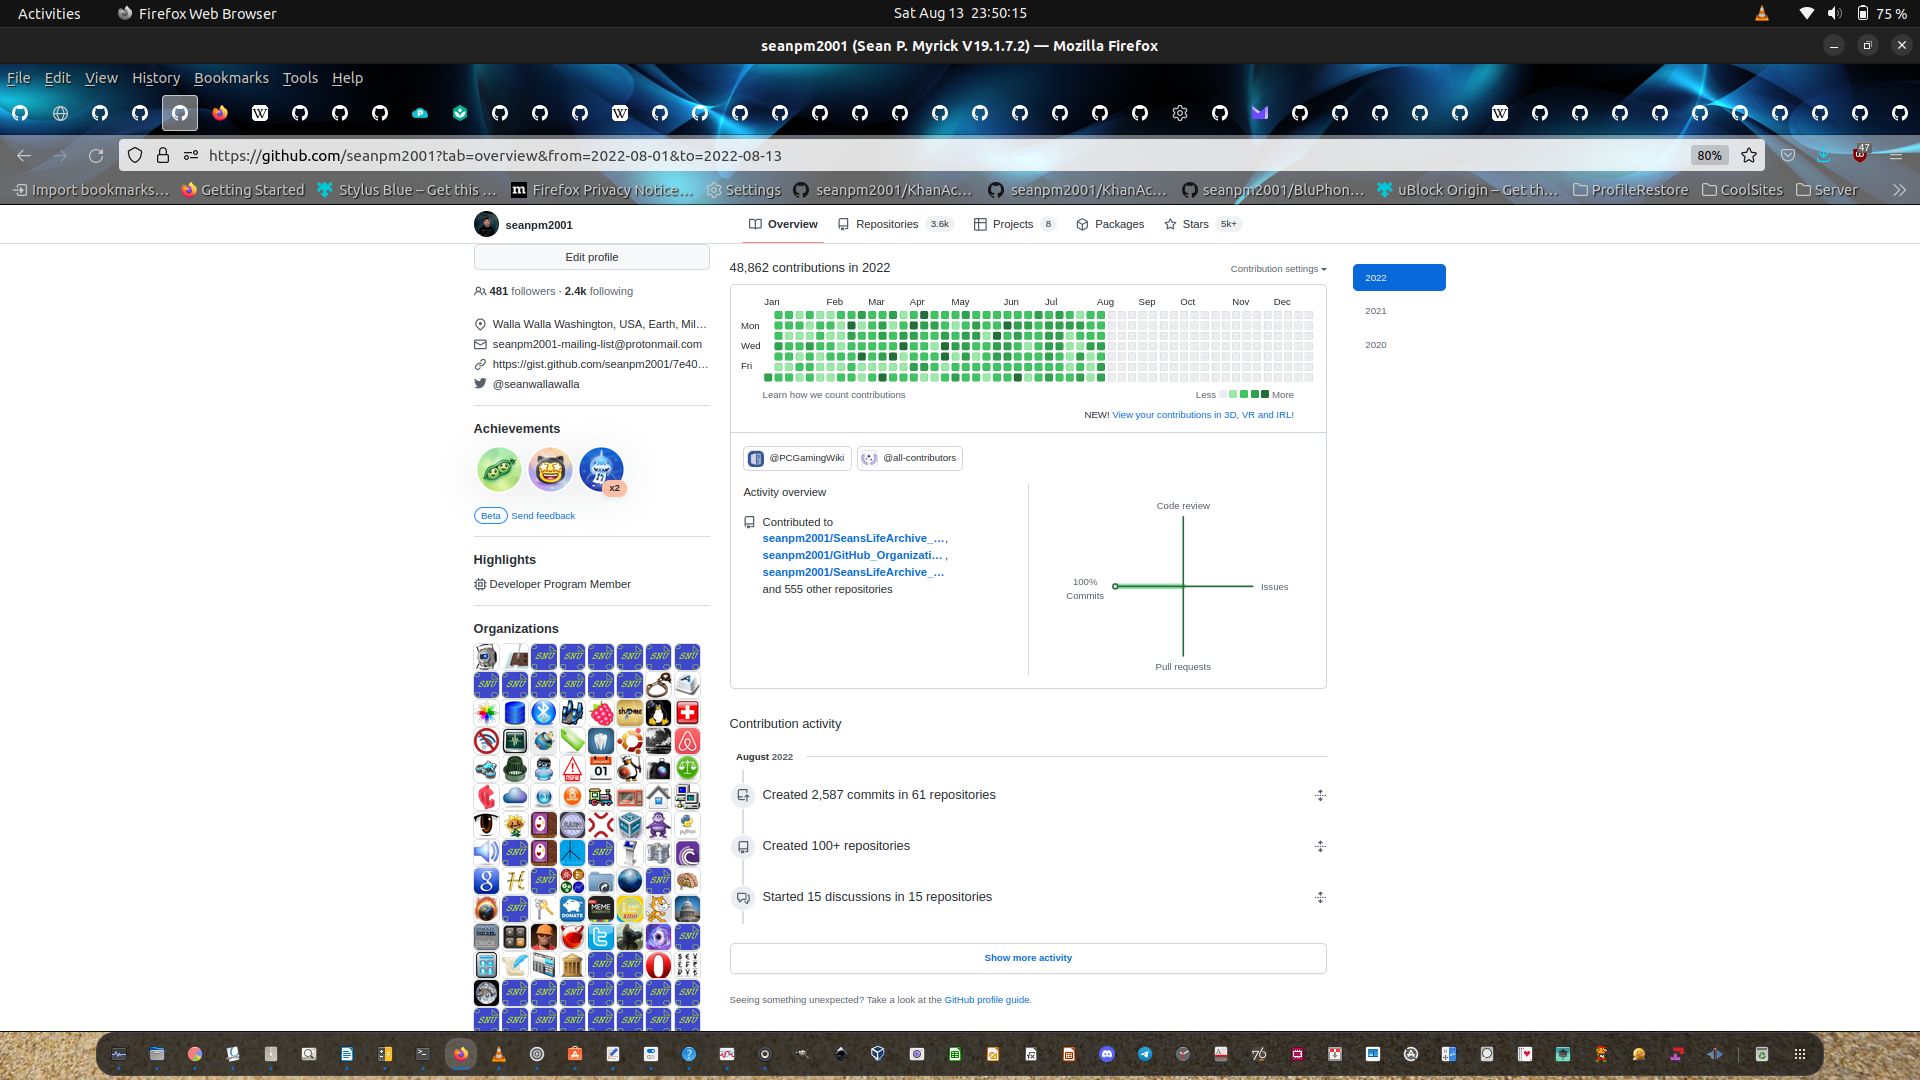 Activities
Firefox Web Browser
Sat Aug 13 23:50:15
75 %
seanpm2001 (Sean P. Myrick V19.1.7.2) — Mozilla Firefox
File Edit View History Bookmarks Tools Help
https://github.com/seanpm2001?tab=overview&from=2022-08-01&to=2022-08-13
80%
47
Import bookmarks…
Getting Started
Stylus Blue – Get this …
Firefox Privacy Notice…
Settings
seanpm2001/KhanAc…
seanpm2001/KhanAc…
seanpm2001/BluPhon…
uBlock Origin – Get th…
ProfileRestore
CoolSites
Server
seanpm2001
Overview
Repositories 3.6k
Projects 8
Packages
Stars 5k+
Edit profile
481 followers · 2.4k following
Walla Walla Washington, USA, Earth, Mil…
seanpm2001-mailing-list@protonmail.com
https://gist.github.com/seanpm2001/7e40…
@seanwallawalla
Achievements
x2
Beta Send feedback
Highlights
Developer Program Member
Organizations
48,862 contributions in 2022
Contribution settings
2022
2021
2020
Jan Feb Mar Apr May Jun Jul Aug Sep Oct Nov Dec
Mon
Wed
Fri
Learn how we count contributions
Less More
NEW! View your contributions in 3D, VR and IRL!
@PCGamingWiki
@all-contributors
Activity overview
Contributed to
seanpm2001/SeansLifeArchive_…,
seanpm2001/GitHub_Organizati… ,
seanpm2001/SeansLifeArchive_…
and 555 other repositories
Code review
100%
Commits
Issues
Pull requests
Contribution activity
August 2022
Created 2,587 commits in 61 repositories
Created 100+ repositories
Started 15 discussions in 15 repositories
Show more activity
Seeing something unexpected? Take a look at the GitHub profile guide.